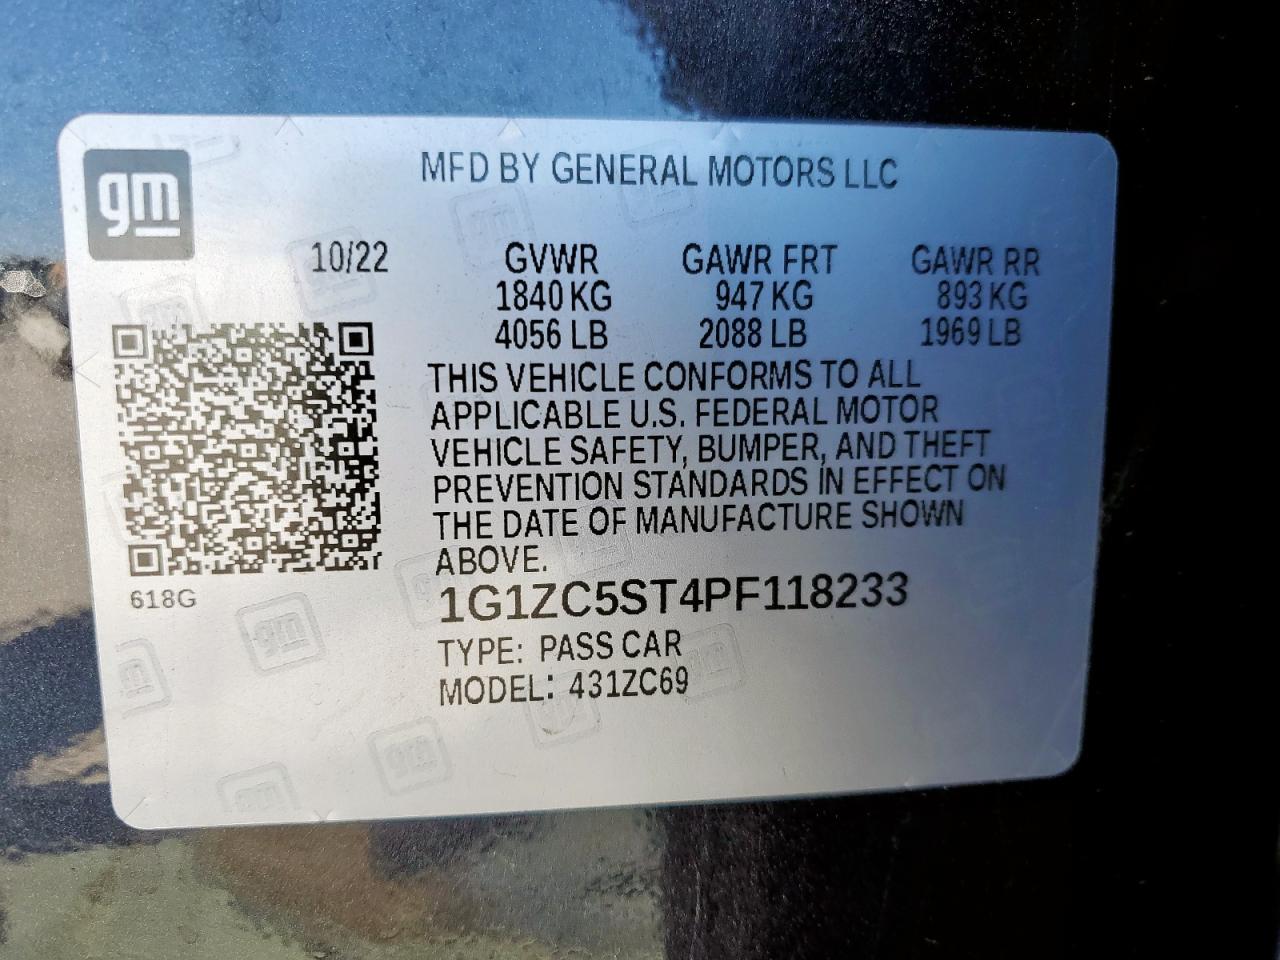 gm
MFD BY GENERAL MOTORS LLC
10/22 GVWR GAWR FRT GAWR RR
1840 KG 947 KG 893 KG
4056 LB 2088 LB 1969 LB
THIS VEHICLE CONFORMS TO ALL
APPLICABLE U.S. FEDERAL MOTOR
VEHICLE SAFETY, BUMPER, AND THEFT
PREVENTION STANDARDS IN EFFECT ON
THE DATE OF MANUFACTURE SHOWN
ABOVE.
618G
1G1ZC5ST4PF118233
TYPE: PASS CAR
MODEL: 431ZC69